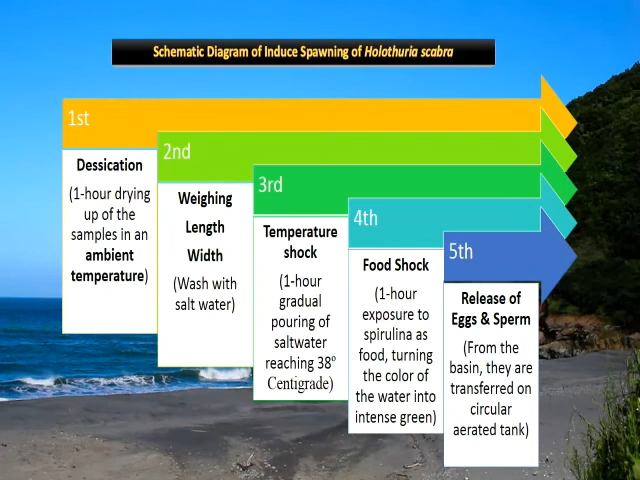 Schematic Diagram of Induce Spawning of Holothuria scabra
1st
Dessication
(1-hour drying
up of the
samples in an
ambient
temperature)
2nd
Weighing
Length
Width
(Wash with
salt water)
3rd
Temperature
shock
(1-hour
gradual
pouring of
saltwater
reaching 38°
Centigrade)
4th
Food Shock
(1-hour
exposure to
spirulina as
food, turning
the color of
the water into
intense green)
5th
Release of
Eggs & Sperm
(From the
basin, they are
transferred on
circular
aerated tank)